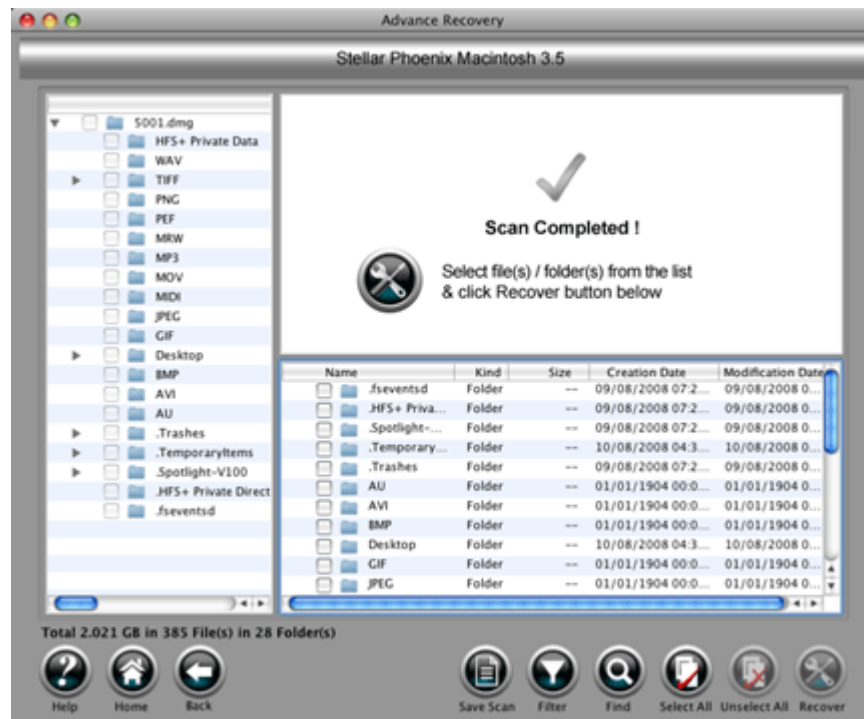 Advance Recovery
Stellar Phoenix Macintosh 3.5
5001.dmg
HFS+ Private Data
WAV
TIFF
PNG
PEF
MRW
MP3
MOV
MIDI
JPEG
GIF
Desktop
BMP
AVI
AU
.Trashes
.TemporaryItems
.Spotlight-V100
.HFS+ Private Direct
.fseventsd
Scan Completed !
Select file(s) / folder(s) from the list
& click Recover button below
Name Kind Size Creation Date Modification Date
.fseventsd Folder -- 09/08/2008 07:2... 09/08/2008 0...
.HFS+ Priva... Folder -- 09/08/2008 07:2... 09/08/2008 0...
.Spotlight-... Folder -- 09/08/2008 07:2... 09/08/2008 0...
.Temporary... Folder -- 10/08/2008 04:3... 10/08/2008 0...
.Trashes Folder -- 09/08/2008 07:2... 09/08/2008 0...
AU Folder -- 01/01/1904 00:0... 01/01/1904 0...
AVI Folder -- 01/01/1904 00:0... 01/01/1904 0...
BMP Folder -- 01/01/1904 00:0... 01/01/1904 0...
Desktop Folder -- 10/08/2008 04:3... 10/08/2008 0...
GIF Folder -- 01/01/1904 00:0... 01/01/1904 0...
JPEG Folder -- 01/01/1904 00:0... 01/01/1904 0...
Total 2.021 GB in 385 File(s) in 28 Folder(s)
Help Home Back Save Scan Filter Find Select All Unselect All Recover